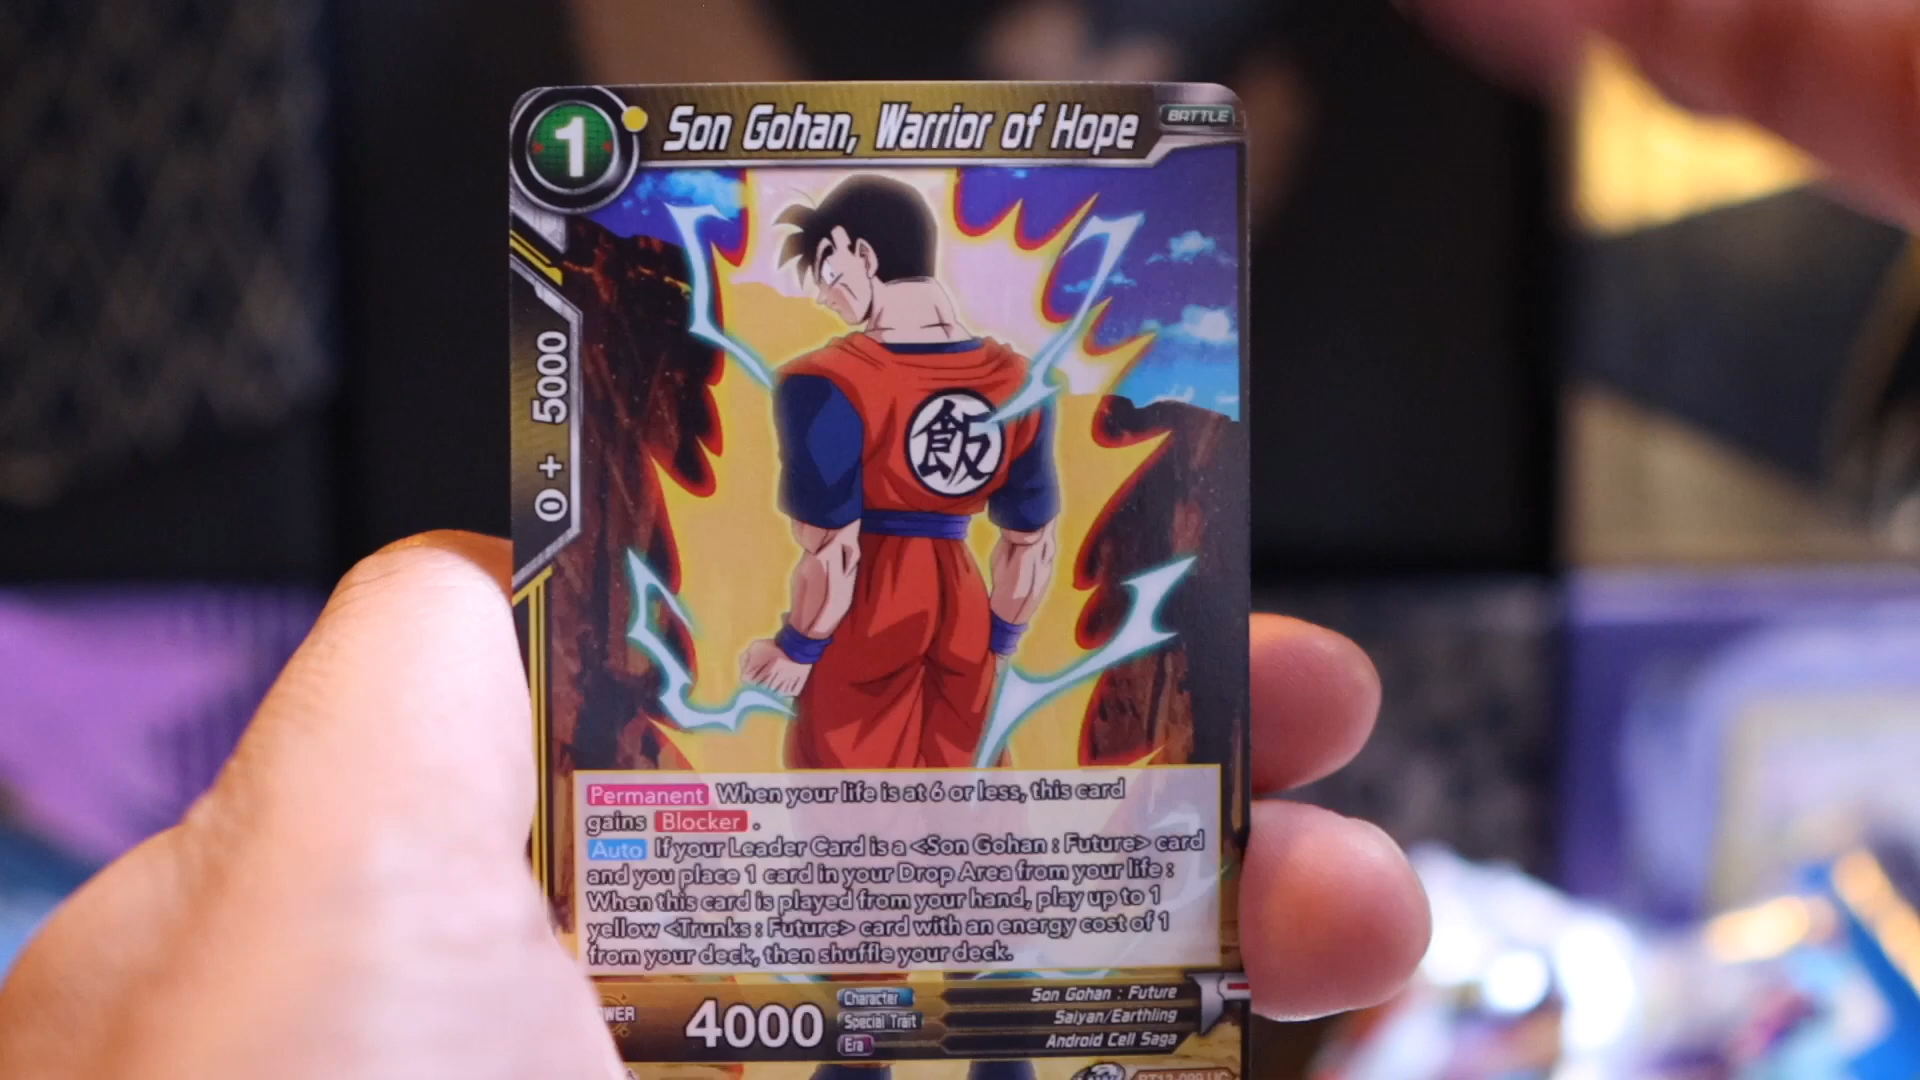 1
Son Gohan, Warrior of Hope
BATTLE
0 + 5000
飯
Permanent When your life is at 6 or less, this card
gains Blocker .
Auto If your Leader Card is a <Son Gohan : Future> card
and you place 1 card in your Drop Area from your life :
When this card is played from your hand, play up to 1
yellow <Trunks : Future> card with an energy cost of 1
from your deck, then shuffle your deck.
4000
Character Son Gohan : Future
Special Trait Saiyan/Earthling
Era Android Cell Saga